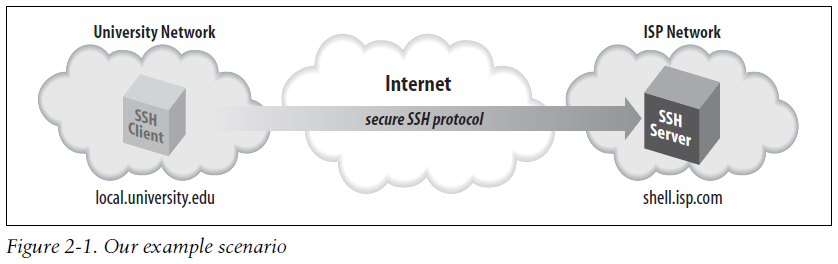 University Network
ISP Network
Internet
secure SSH protocol
SSH
Client
SSH
Server
local.university.edu
shell.isp.com
Figure 2-1. Our example scenario